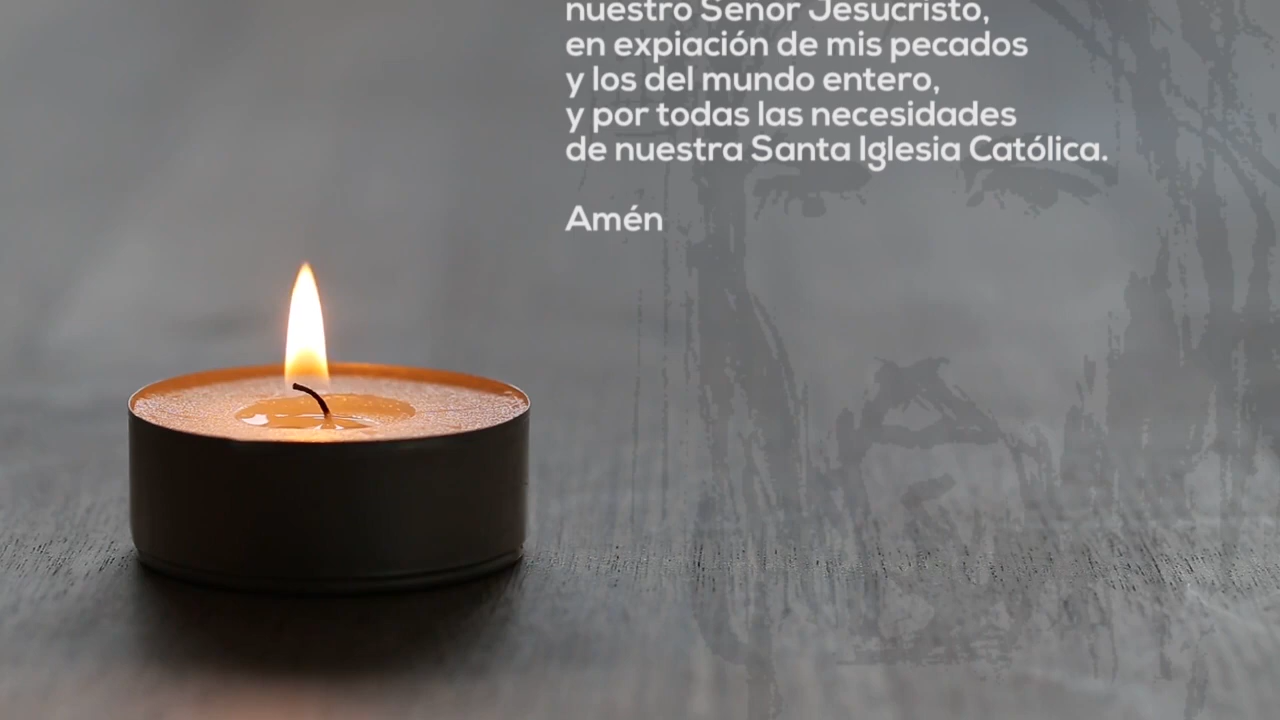 nuestro Señor Jesucristo,
en expiación de mis pecados
y los del mundo entero,
y por todas las necesidades
de nuestra Santa Iglesia Católica.
Amén